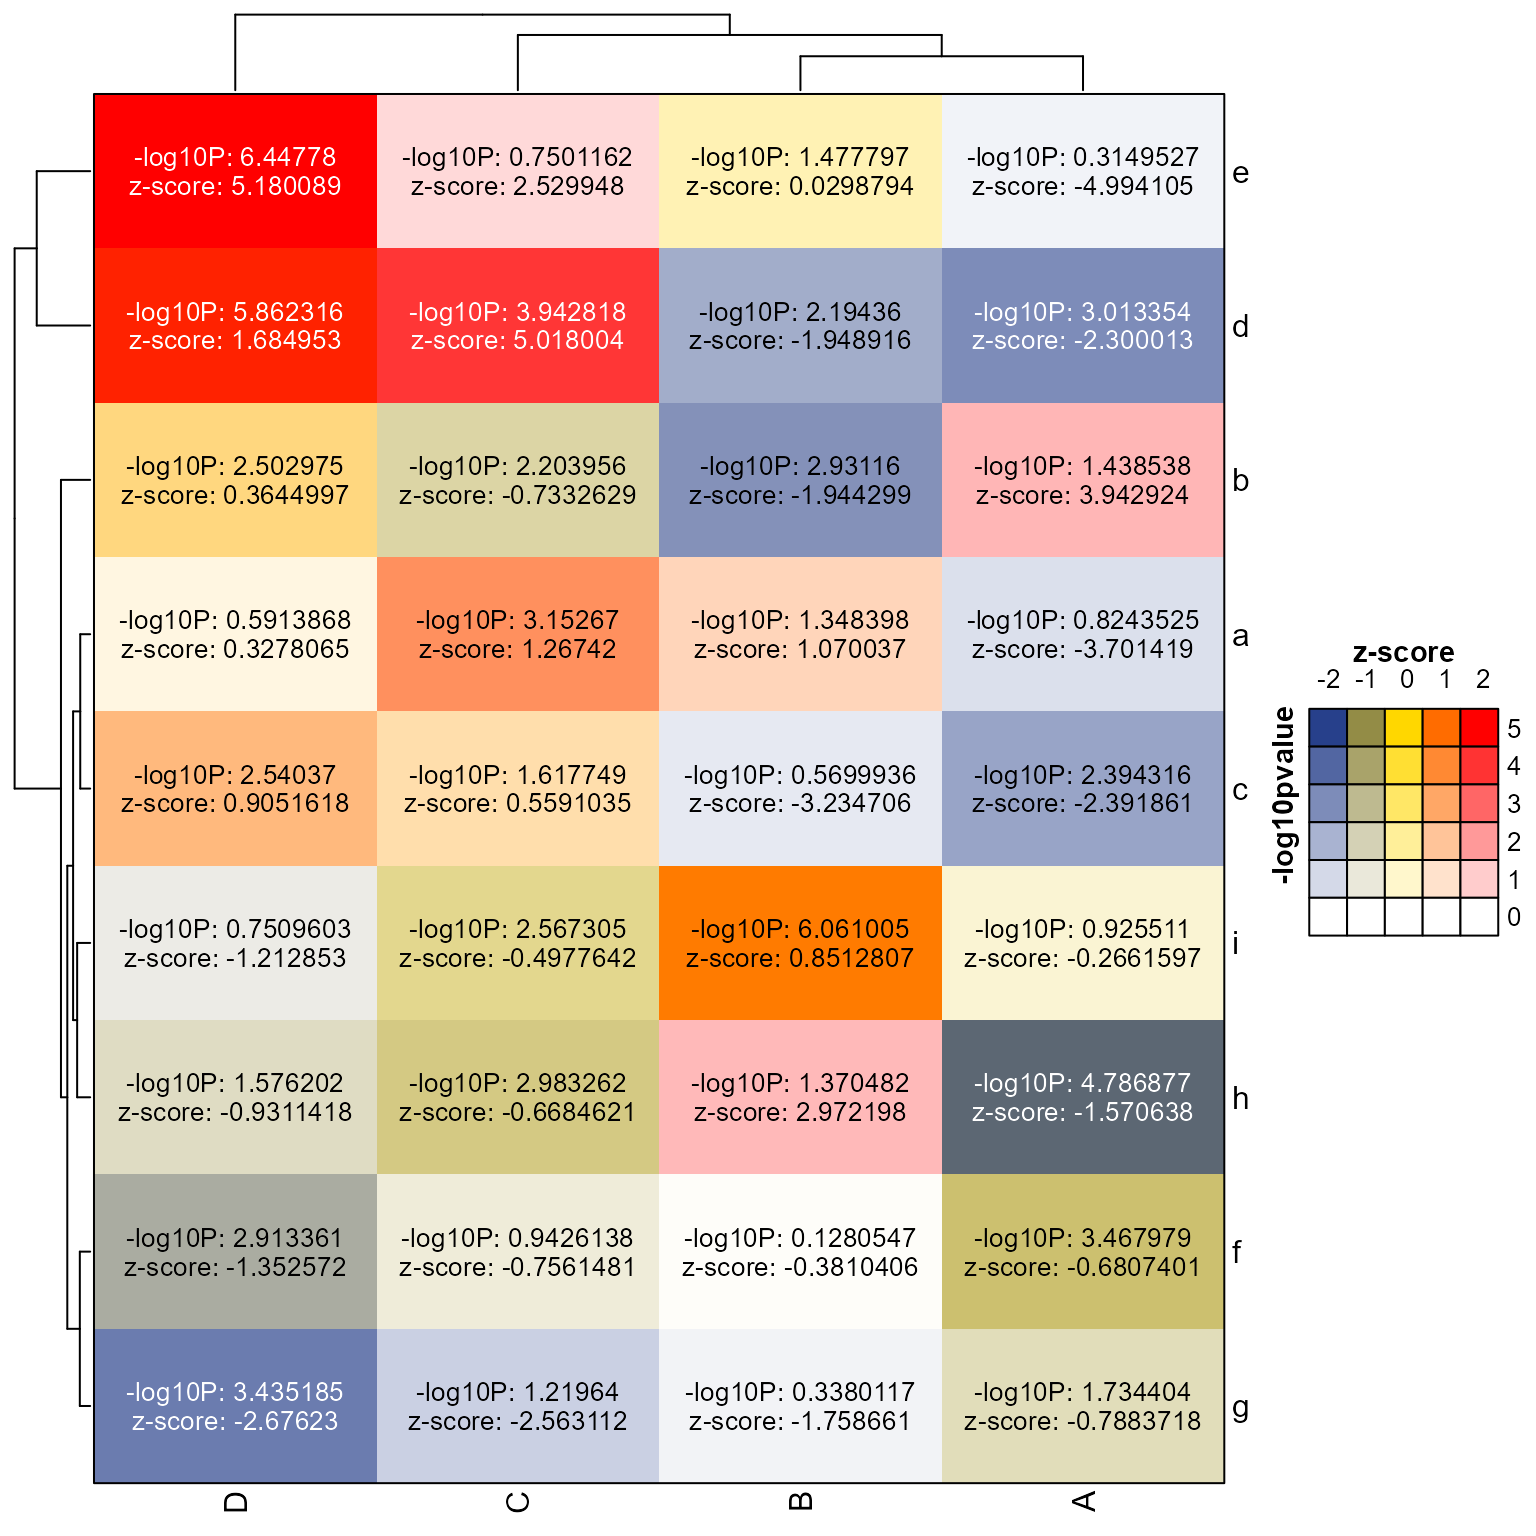 -log10P: 6.44778
z-score: 5.180089
-log10P: 0.7501162
z-score: 2.529948
-log10P: 1.477797
z-score: 0.0298794
-log10P: 0.3149527
z-score: -4.994105
e
-log10P: 5.862316
z-score: 1.684953
-log10P: 3.942818
z-score: 5.018004
-log10P: 2.19436
z-score: -1.948916
-log10P: 3.013354
z-score: -2.300013
d
-log10P: 2.502975
z-score: 0.3644997
-log10P: 2.203956
z-score: -0.7332629
-log10P: 2.93116
z-score: -1.944299
-log10P: 1.438538
z-score: 3.942924
b
-log10P: 0.5913868
z-score: 0.3278065
-log10P: 3.15267
z-score: 1.26742
-log10P: 1.348398
z-score: 1.070037
-log10P: 0.8243525
z-score: -3.701419
a
-log10P: 2.54037
z-score: 0.9051618
-log10P: 1.617749
z-score: 0.5591035
-log10P: 0.5699936
z-score: -3.234706
-log10P: 2.394316
z-score: -2.391861
c
-log10P: 0.7509603
z-score: -1.212853
-log10P: 2.567305
z-score: -0.4977642
-log10P: 6.061005
z-score: 0.8512807
-log10P: 0.925511
z-score: -0.2661597
i
-log10P: 1.576202
z-score: -0.9311418
-log10P: 2.983262
z-score: -0.6684621
-log10P: 1.370482
z-score: 2.972198
-log10P: 4.786877
z-score: -1.570638
h
-log10P: 2.913361
z-score: -1.352572
-log10P: 0.9426138
z-score: -0.7561481
-log10P: 0.1280547
z-score: -0.3810406
-log10P: 3.467979
z-score: -0.6807401
f
-log10P: 3.435185
z-score: -2.67623
-log10P: 1.21964
z-score: -2.563112
-log10P: 0.3380117
z-score: -1.758661
-log10P: 1.734404
z-score: -0.7883718
g
D
C
B
A
z-score
-2 -1 0 1 2
-log10pvalue
5
4
3
2
1
0